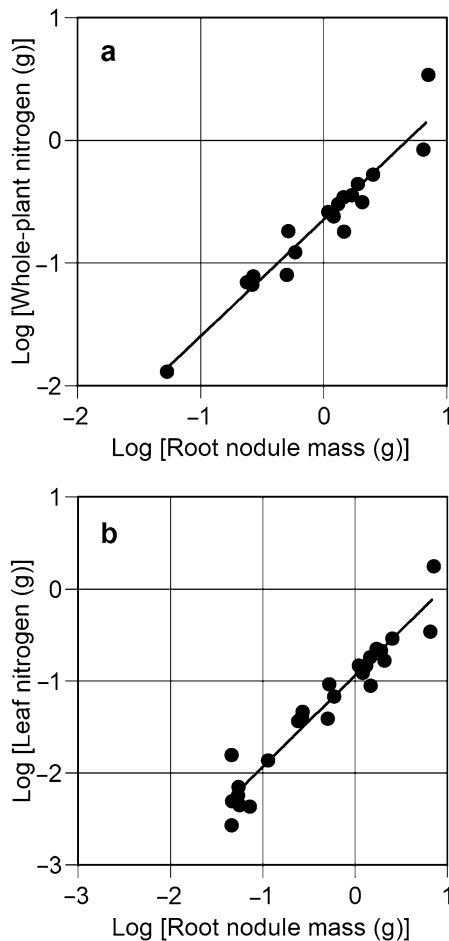 a
1
0
−1
−2
Log [Whole-plant nitrogen (g)]
−2 −1 0 1
Log [Root nodule mass (g)]
b
1
0
−1
−2
−3
Log [Leaf nitrogen (g)]
−3 −2 −1 0 1
Log [Root nodule mass (g)]